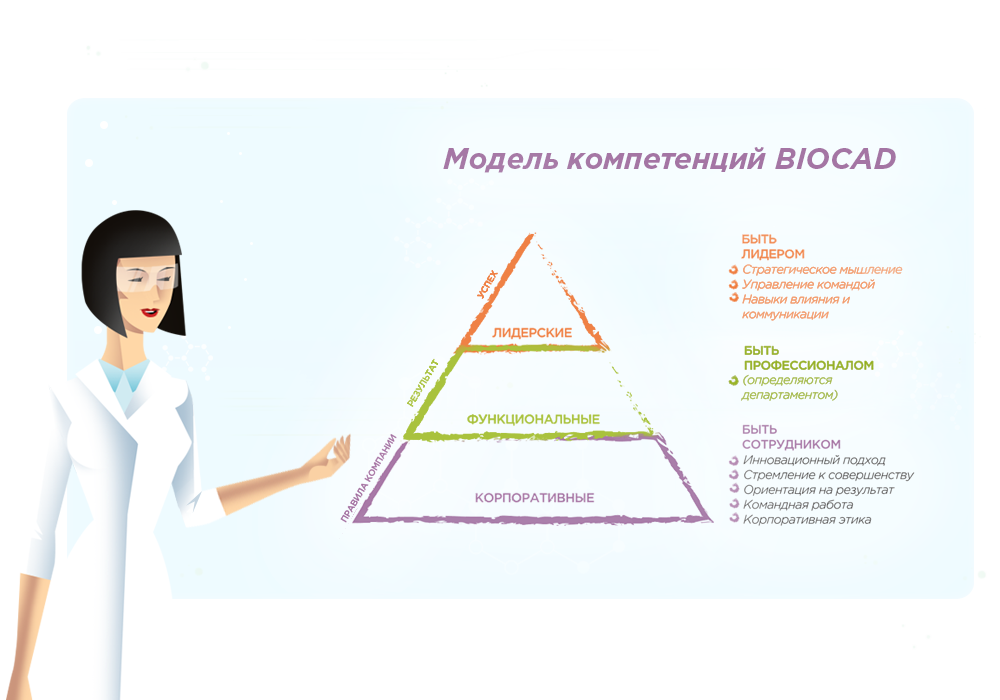 Модель компетенций BIOCAD
УСПЕХ
ЛИДЕРСКИЕ
РЕЗУЛЬТАТ
ФУНКЦИОНАЛЬНЫЕ
ПРАВИЛА КОМПАНИИ
КОРПОРАТИВНЫЕ
БЫТЬ
ЛИДЕРОМ
Стратегическое мышление
Управление командой
Навыки влияния и
коммуникации
БЫТЬ
ПРОФЕССИОНАЛОМ
(определяются
департаментом)
БЫТЬ
СОТРУДНИКОМ
Инновационный подход
Стремление к совершенству
Ориентация на результат
Командная работа
Корпоративная этика